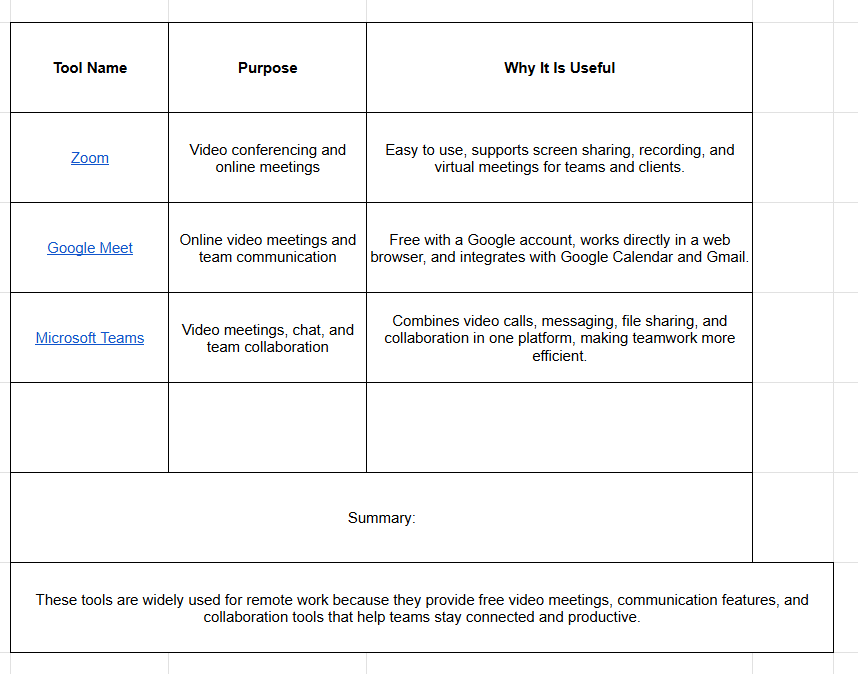 Tool Name
Purpose
Why It Is Useful
Zoom
Video conferencing and
online meetings
Easy to use, supports screen sharing, recording, and
virtual meetings for teams and clients.
Google Meet
Online video meetings and
team communication
Free with a Google account, works directly in a web
browser, and integrates with Google Calendar and Gmail.
Microsoft Teams
Video meetings, chat, and
team collaboration
Combines video calls, messaging, file sharing, and
collaboration in one platform, making teamwork more
efficient.
Summary:
These tools are widely used for remote work because they provide free video meetings, communication features, and
collaboration tools that help teams stay connected and productive.